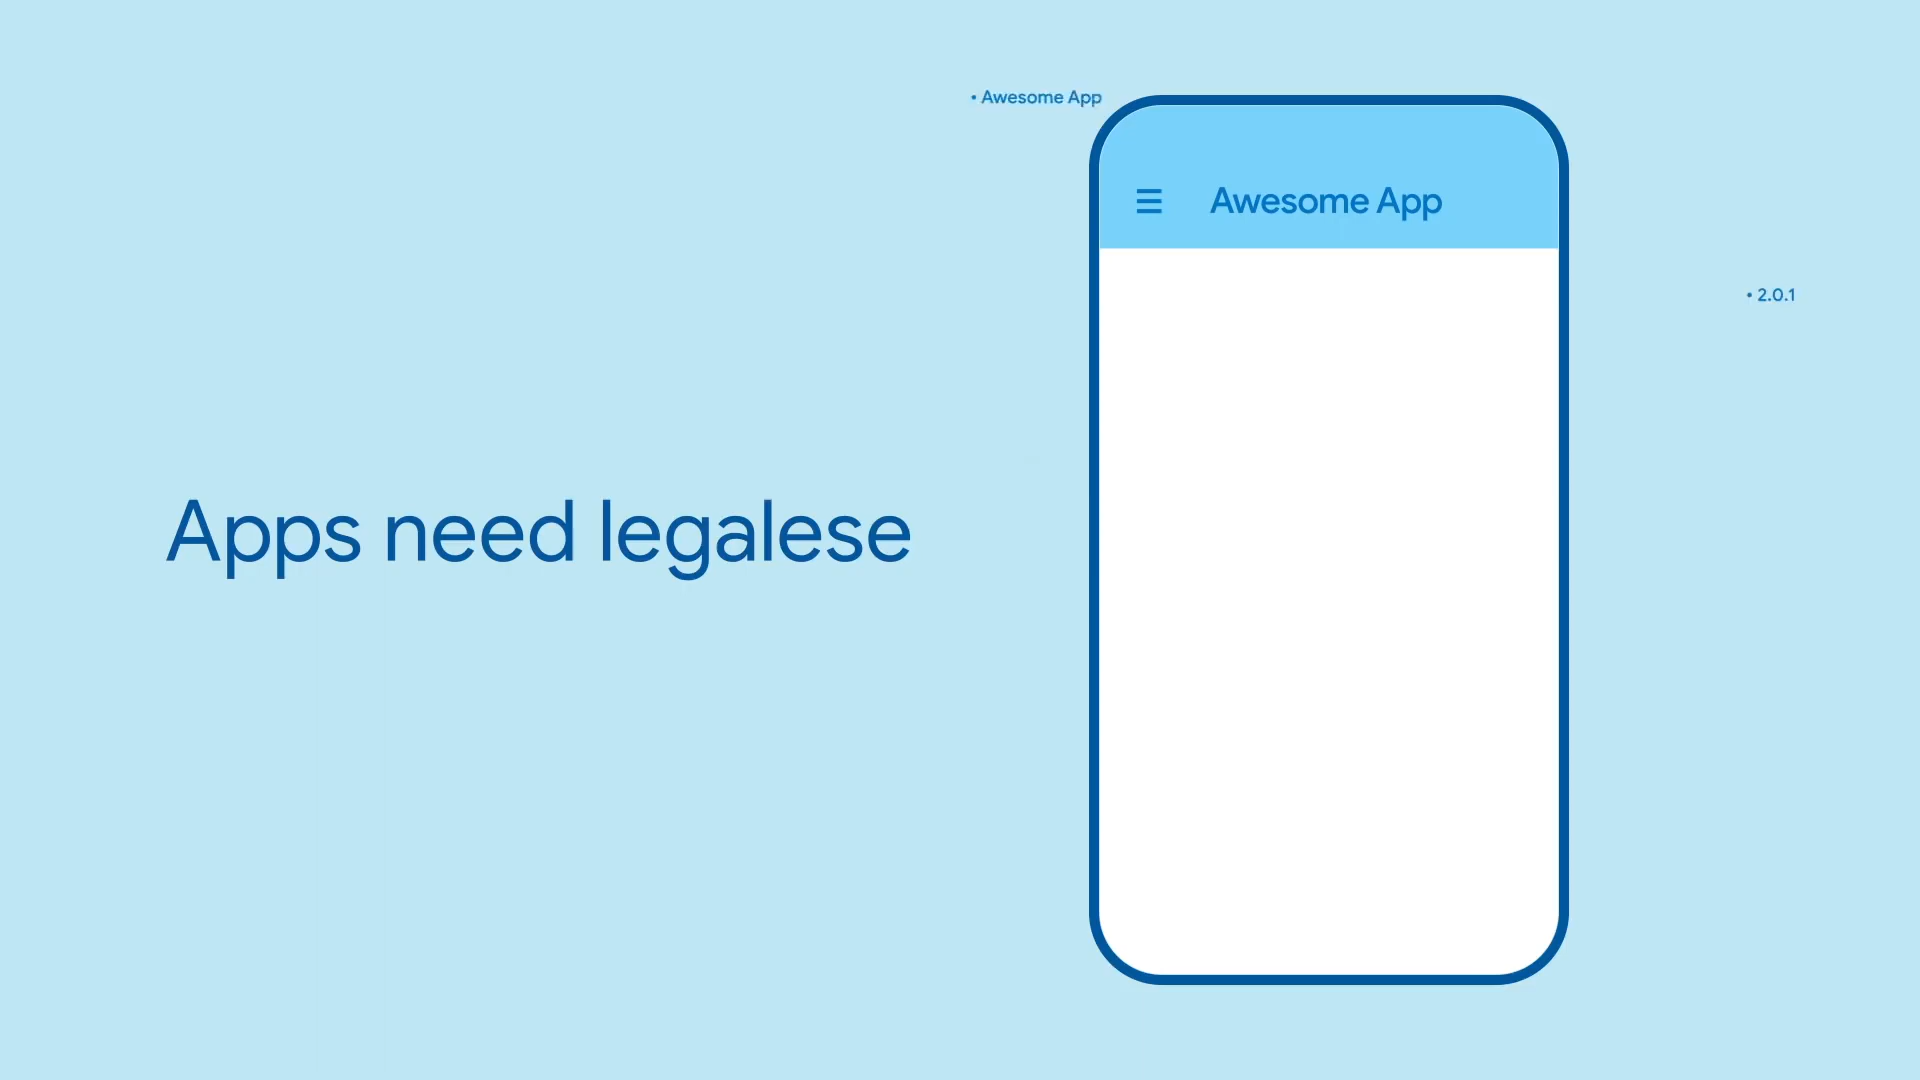 • Awesome App
Awesome App
• 2.0.1
Apps need legalese